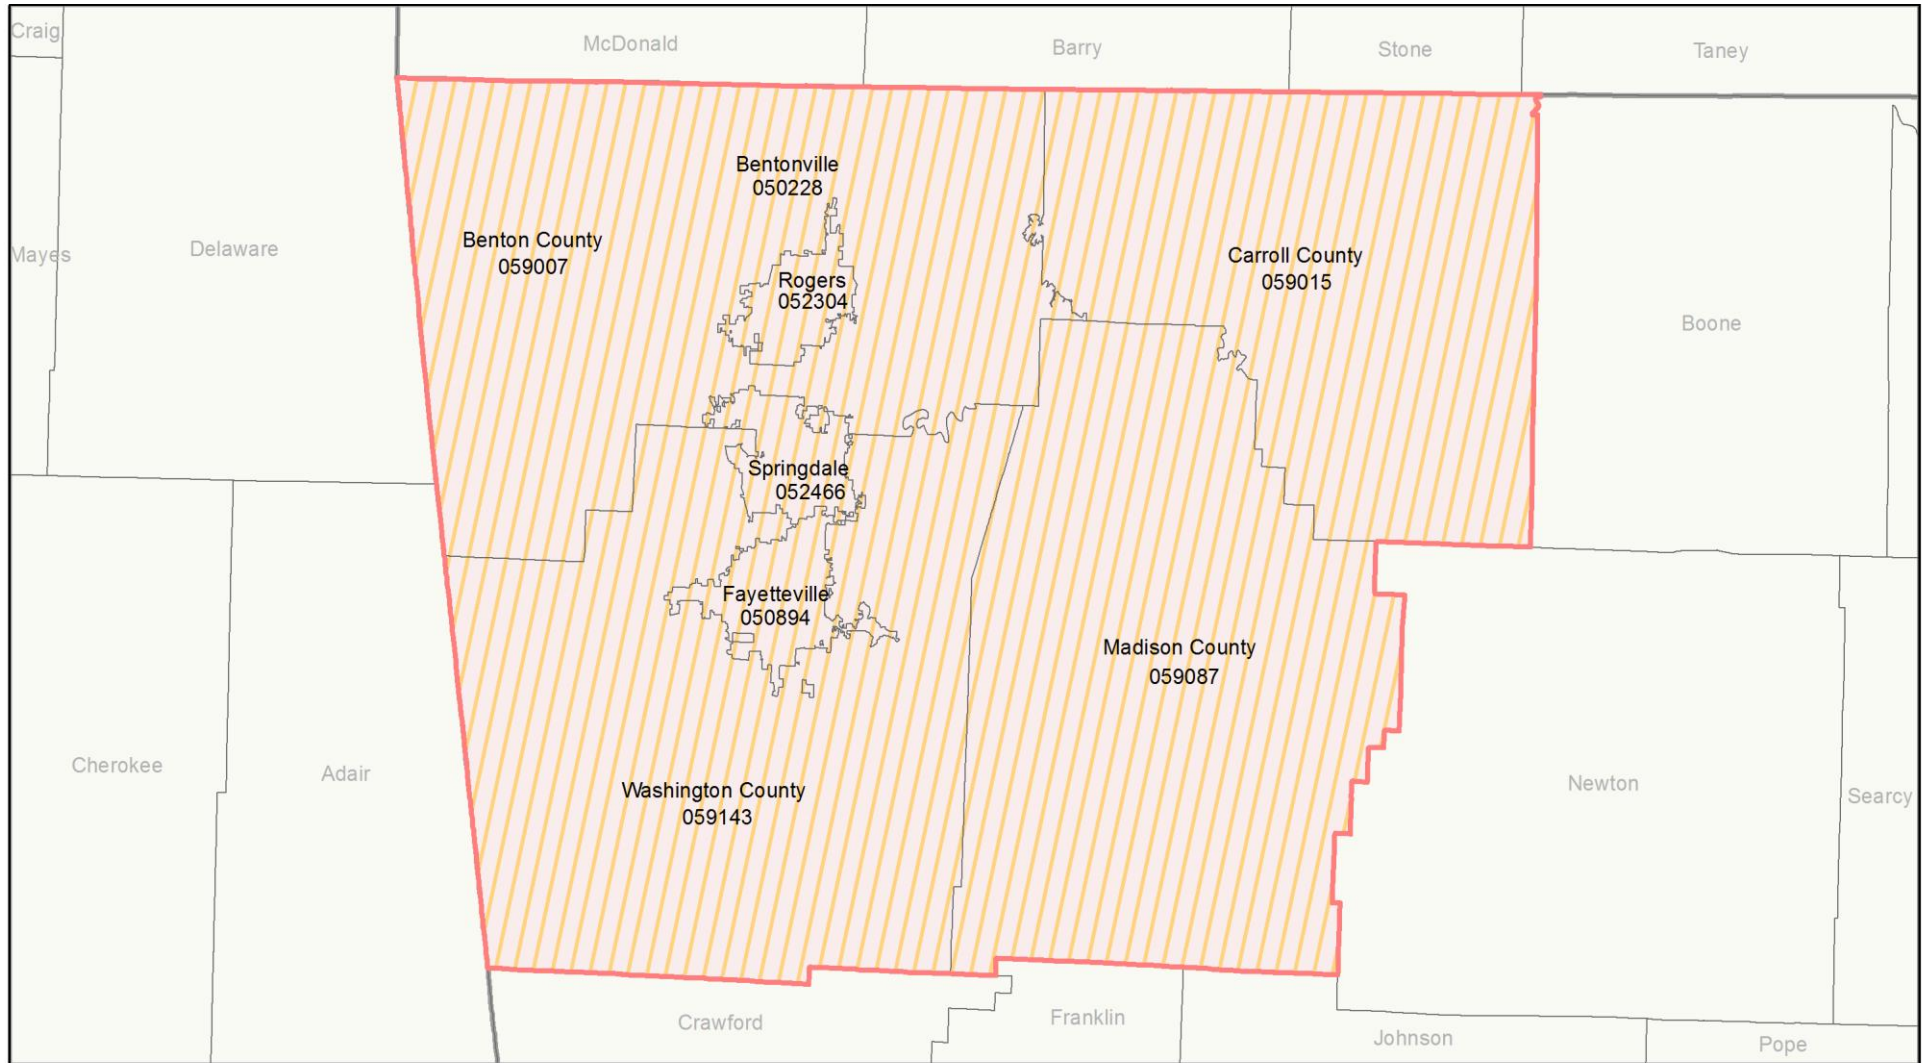 Craig
McDonald
Barry
Stone
Taney
Bentonville
050228
Benton County
059007
Mayes
Delaware
Carroll County
059015
Rogers
052304
Boone
Springdale
052466
Fayetteville
050894
Madison County
059087
Cherokee
Adair
Washington County
059143
Newton
Searcy
Crawford
Franklin
Johnson
Pope